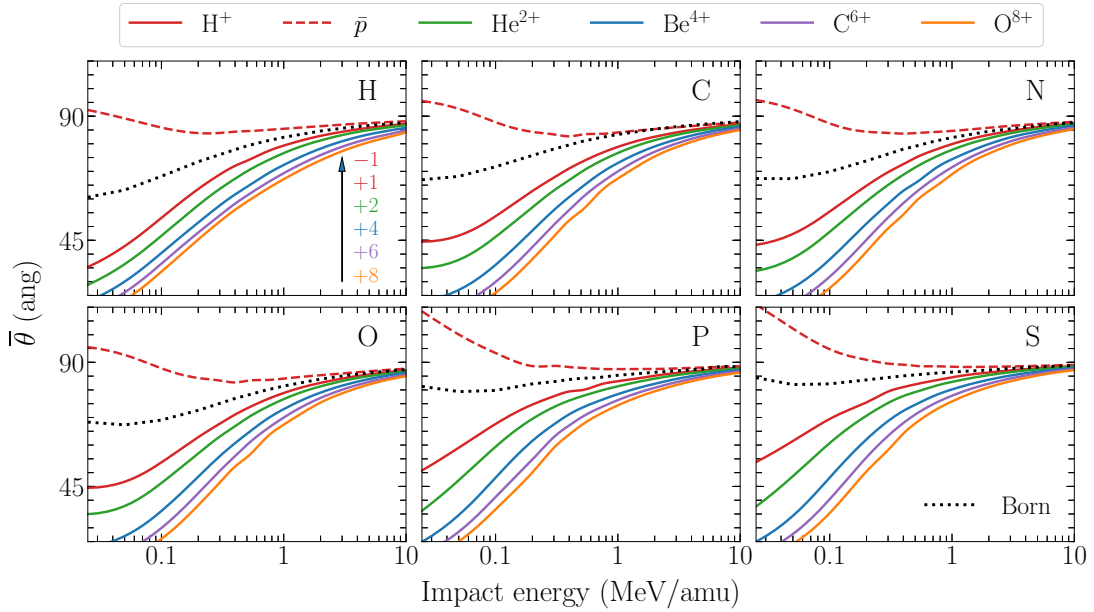 H⁺ p̄ He²⁺ Be⁴⁺ C⁶⁺ O⁸⁺
H C N
90
45
−1
+1
+2
+4
+6
+8
O P S
90
45
Born
0.1 1 10 0.1 1 10 0.1 1 10
θ̄ (ang)
Impact energy (MeV/amu)